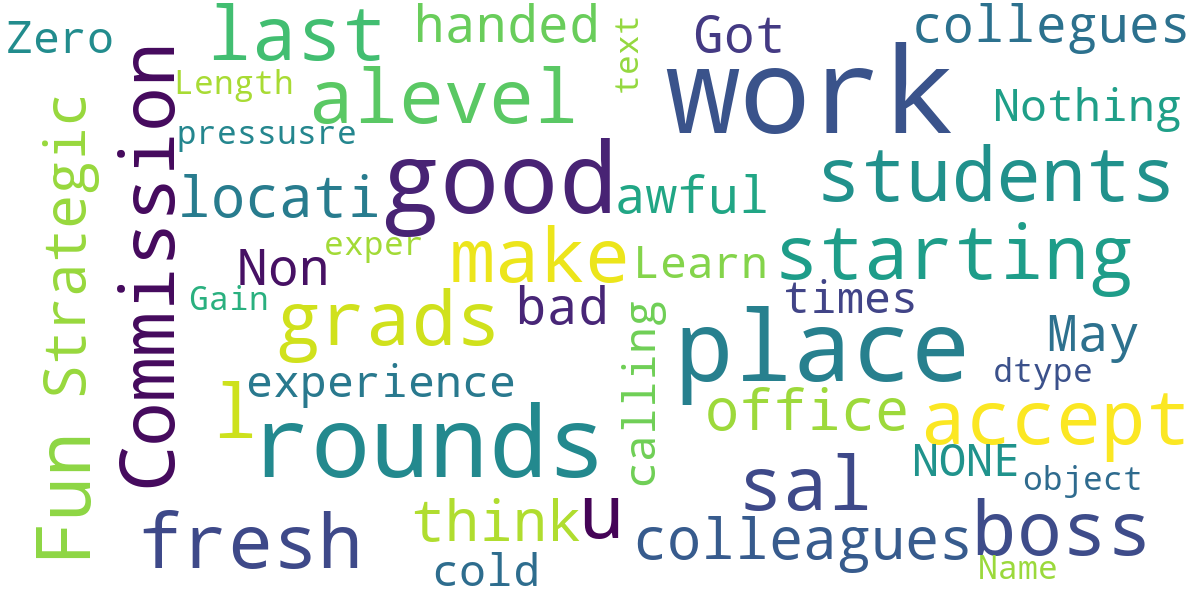 Zero
last
handed
text
Got
collegues
Commission
Length
alevel
work
Nothing
pressusre
Fun
Strategic
locati
good
awful
students
Non
exper
make
Learn
starting
Gain
grads
bad
times
May
experience
calling
place
dtype
l
rounds
office
accept
NONE
object
fresh
think
u
sal
colleagues
boss
cold
Name